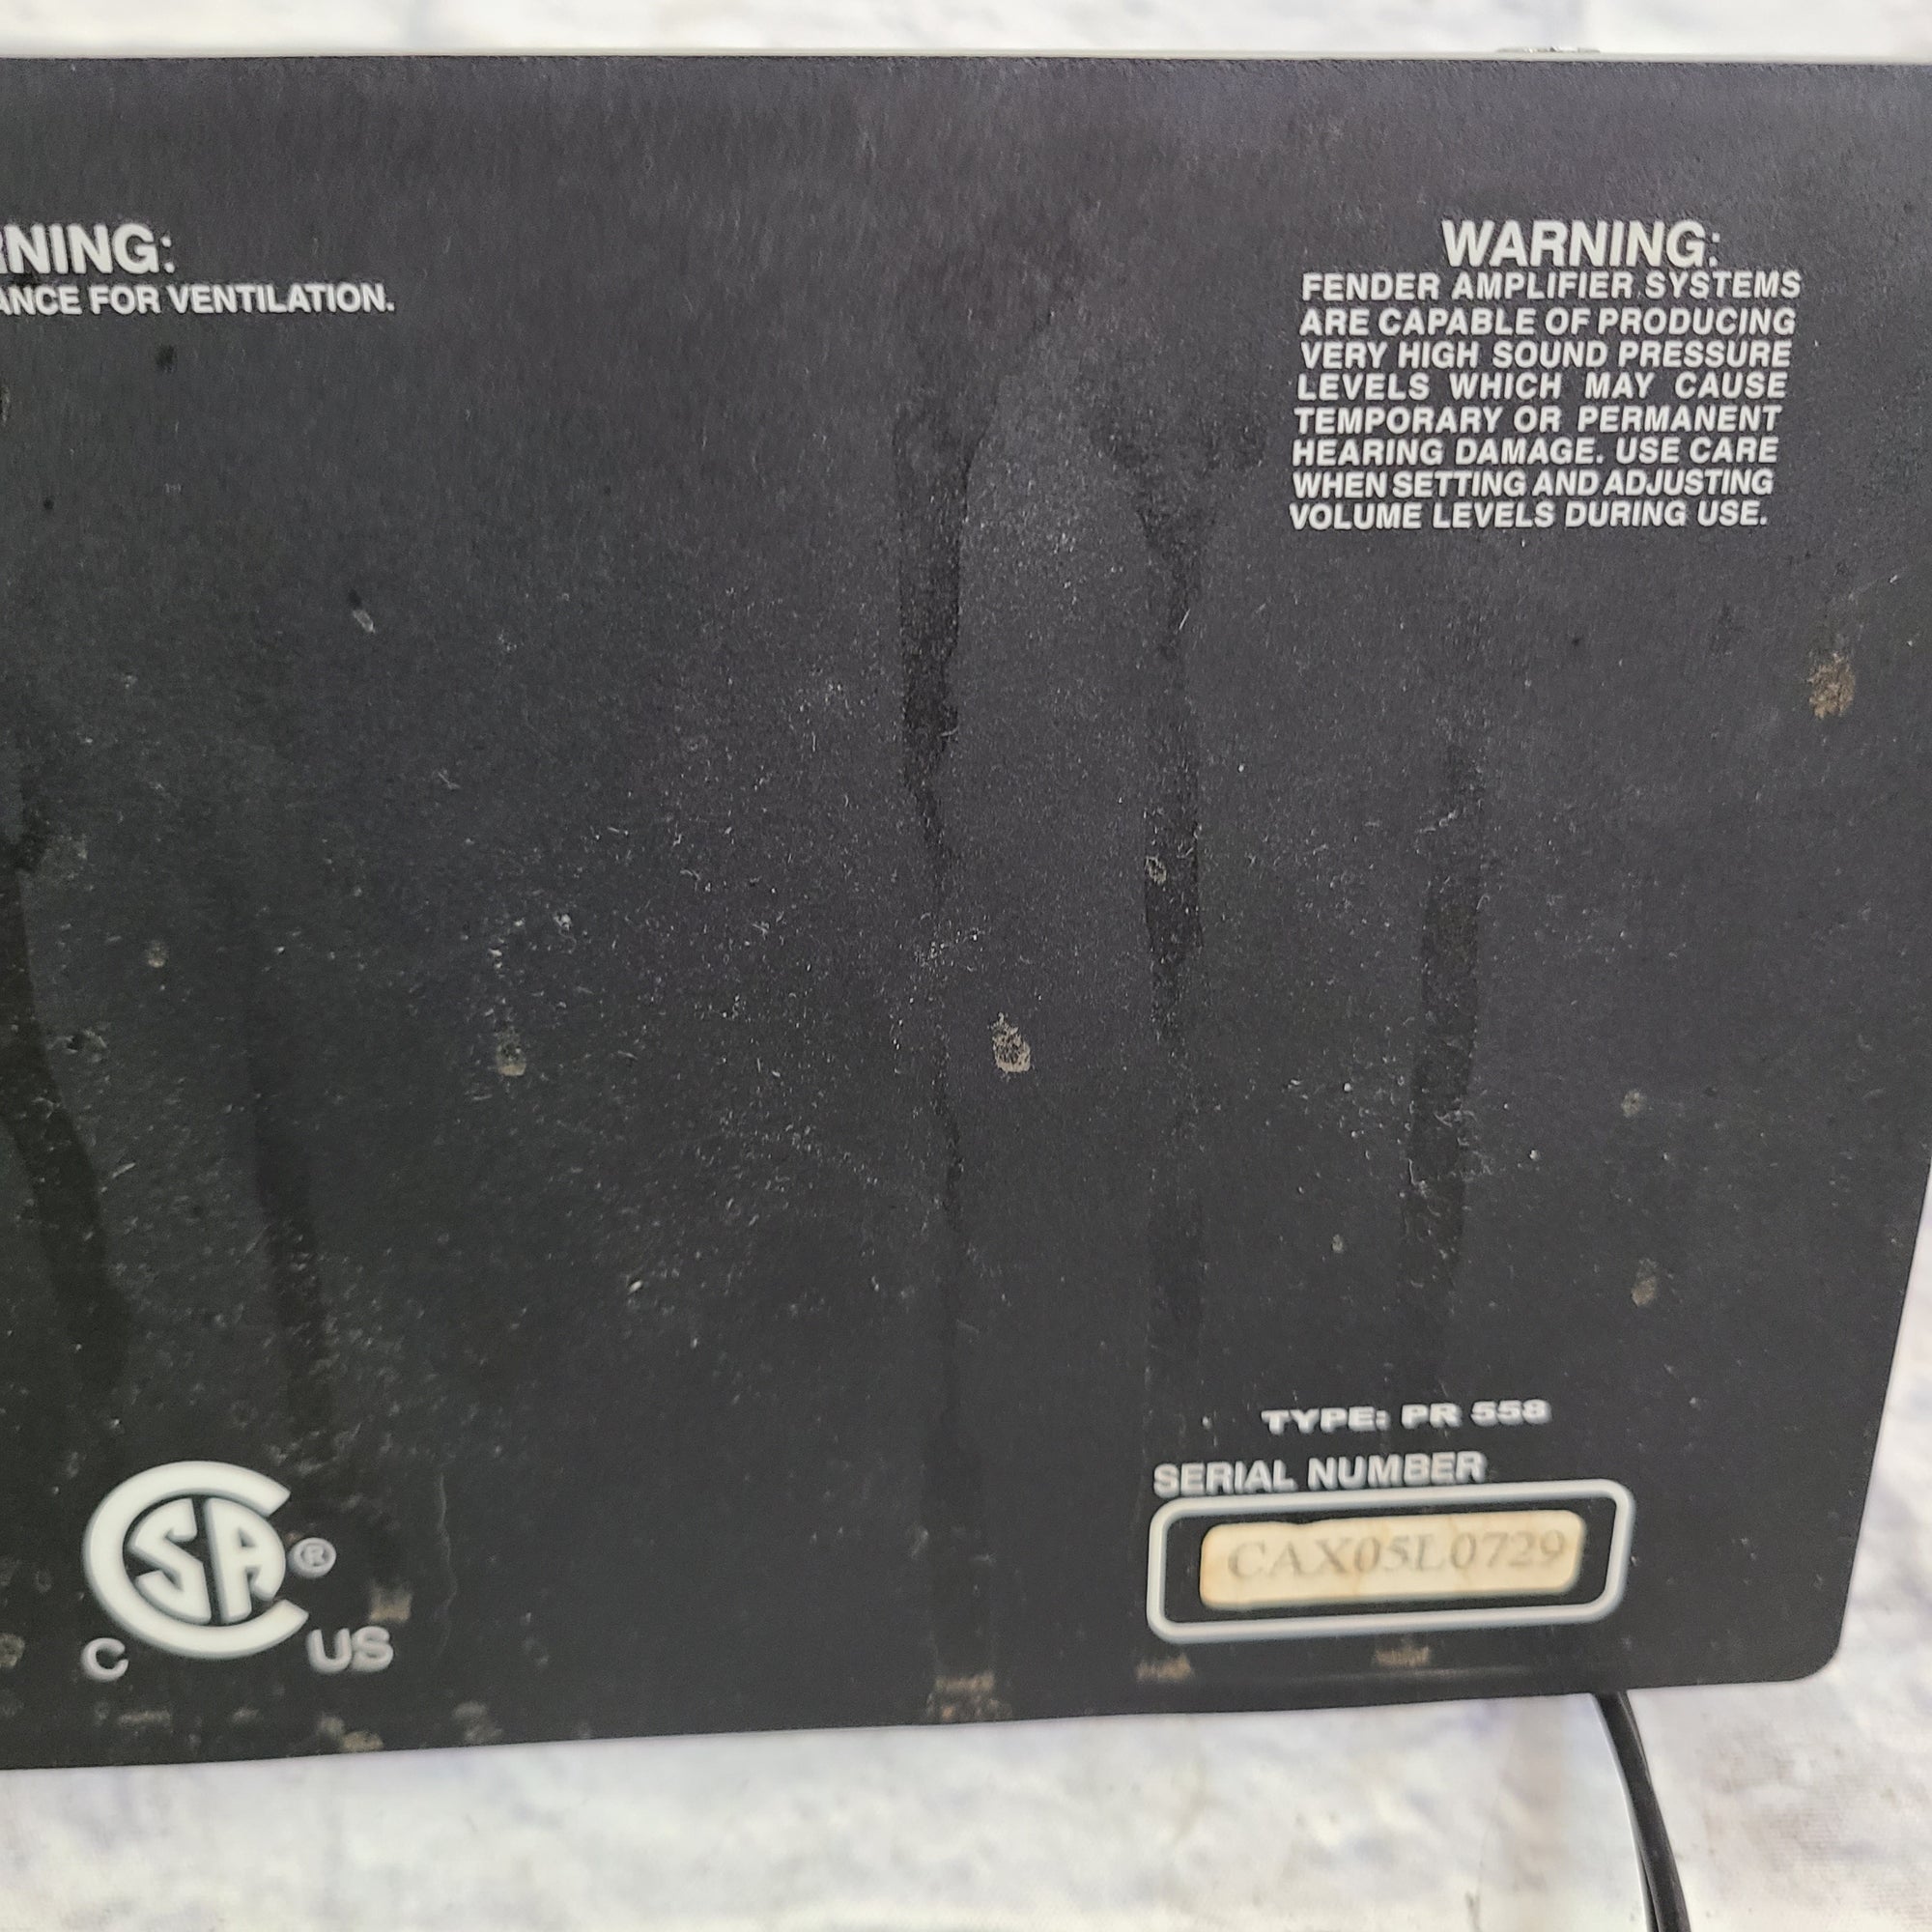 RNING:
ANCE FOR VENTILATION.
WARNING:
FENDER AMPLIFIER SYSTEMS
ARE CAPABLE OF PRODUCING
VERY HIGH SOUND PRESSURE
LEVELS WHICH MAY CAUSE
TEMPORARY OR PERMANENT
HEARING DAMAGE. USE CARE
WHEN SETTING AND ADJUSTING
VOLUME LEVELS DURING USE.
TYPE: PR 558
SERIAL NUMBER
CAX05L0729
CSA®
C US